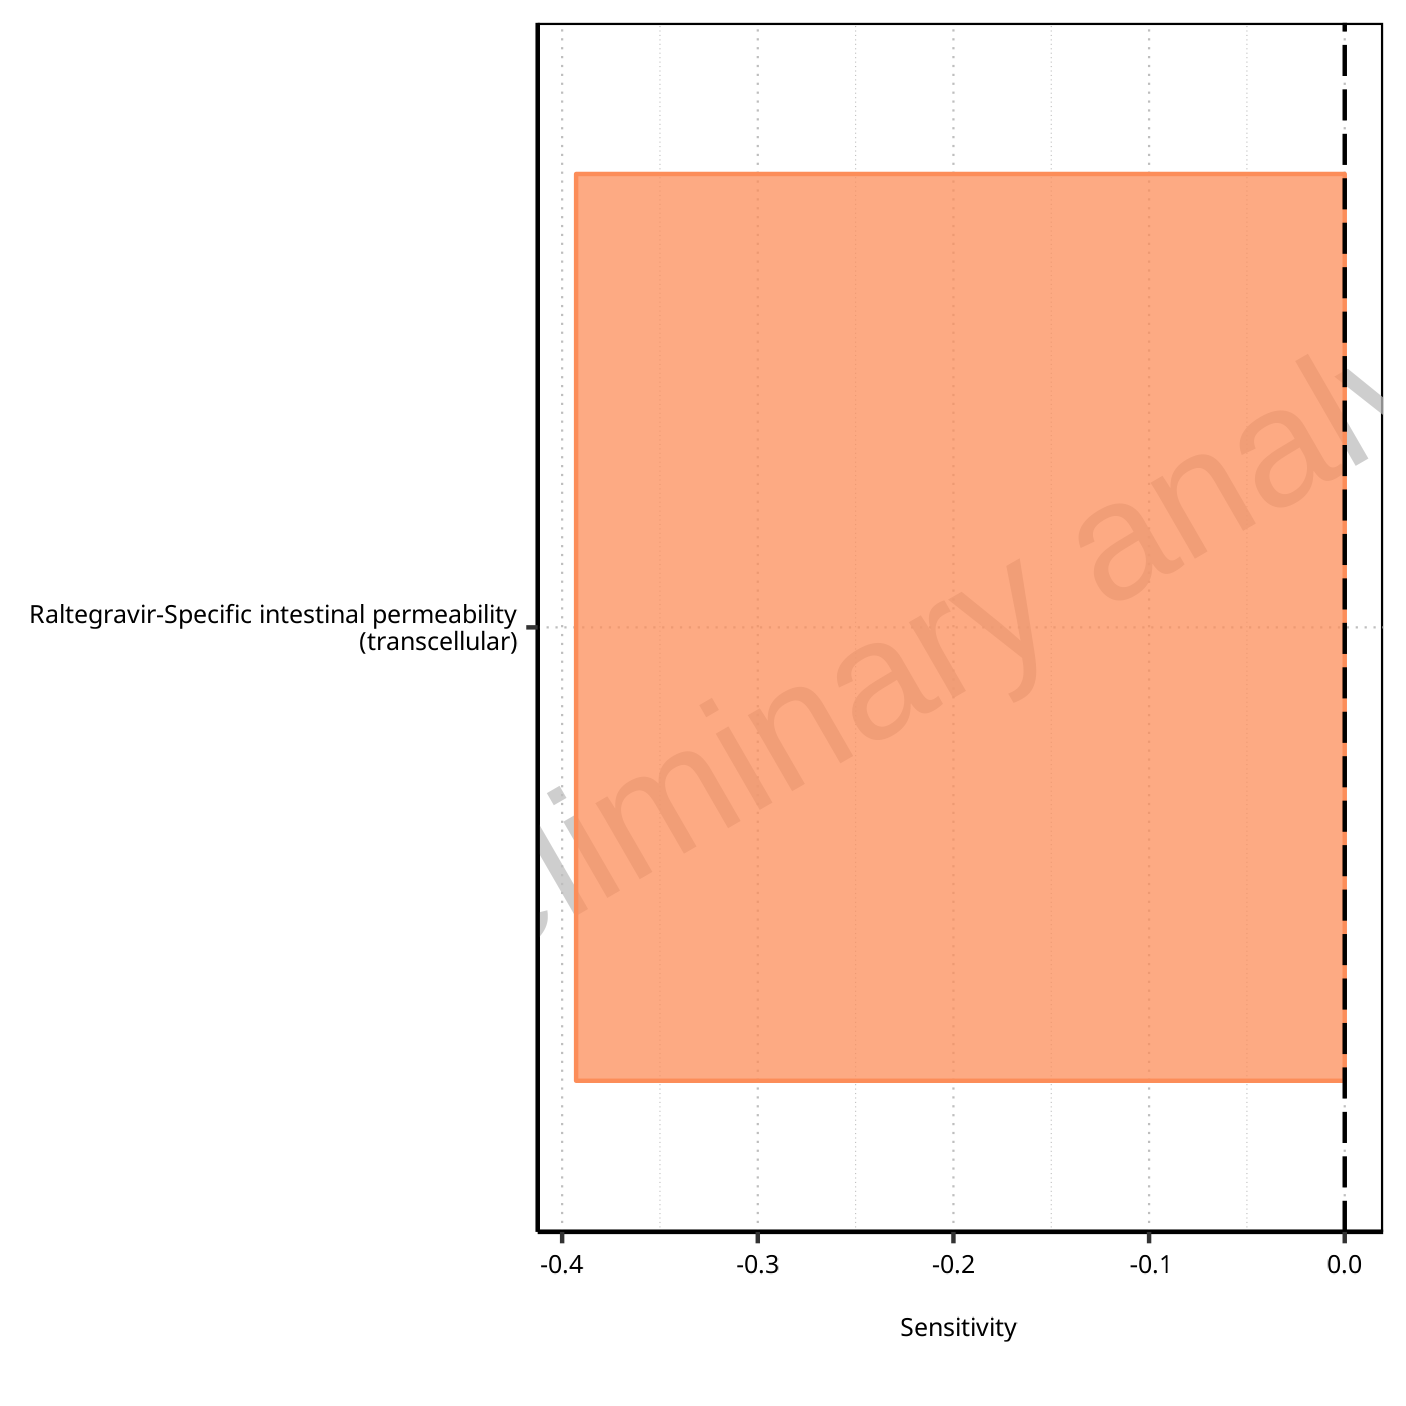 Raltegravir-Specific intestinal permeability
(transcellular)
-0.4 -0.3 -0.2 -0.1 0.0
Sensitivity